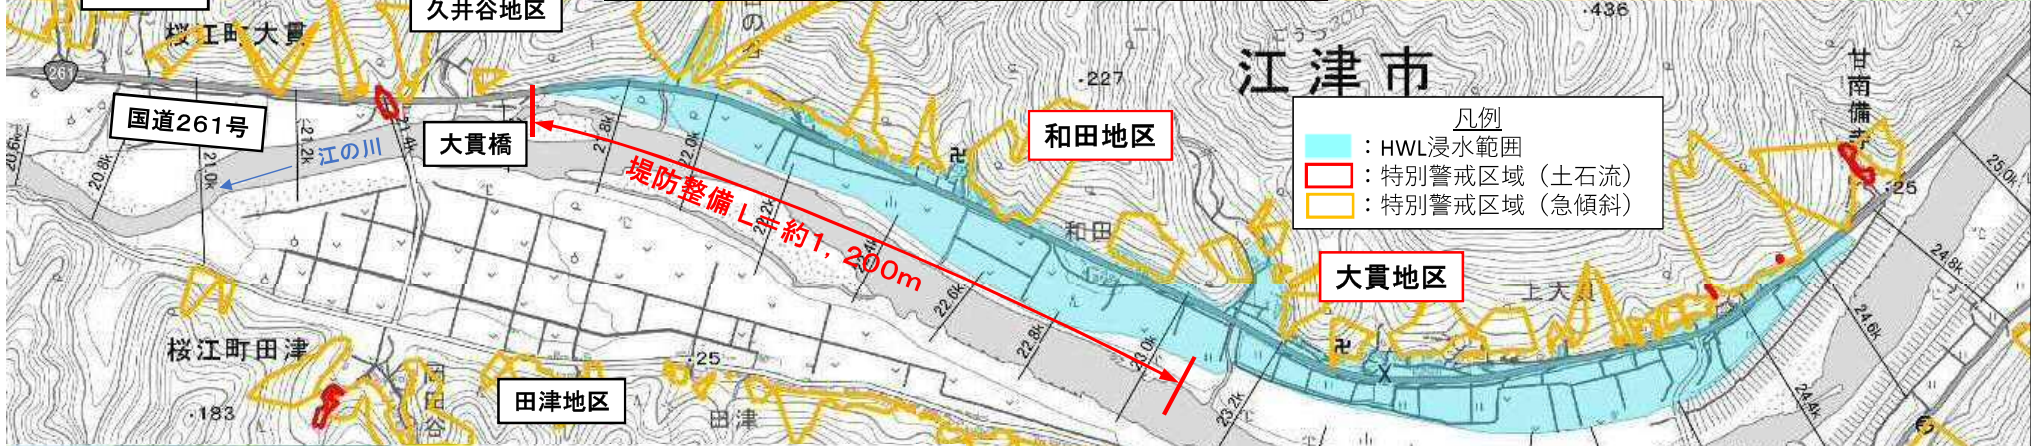 久井谷地区
・436
桜江町大貫
261
国道261号
大貫橋
江の川
20.6k
20.8k
21.0k
21.2k
21.4k
21.8k
22.0k
22.2k
22.4k
22.6k
22.8k
23.0k
23.2k
24.4k
24.6k
24.8k
25.0k
堤防整備 L=約1,200m
・227
江津市
甘南備寺
和田地区
凡例
：HWL浸水範囲
：特別警戒区域（土石流）
：特別警戒区域（急傾斜）
・25
和田
大貫地区
上大貫
桜江町田津
・183
田津地区
・25
田津